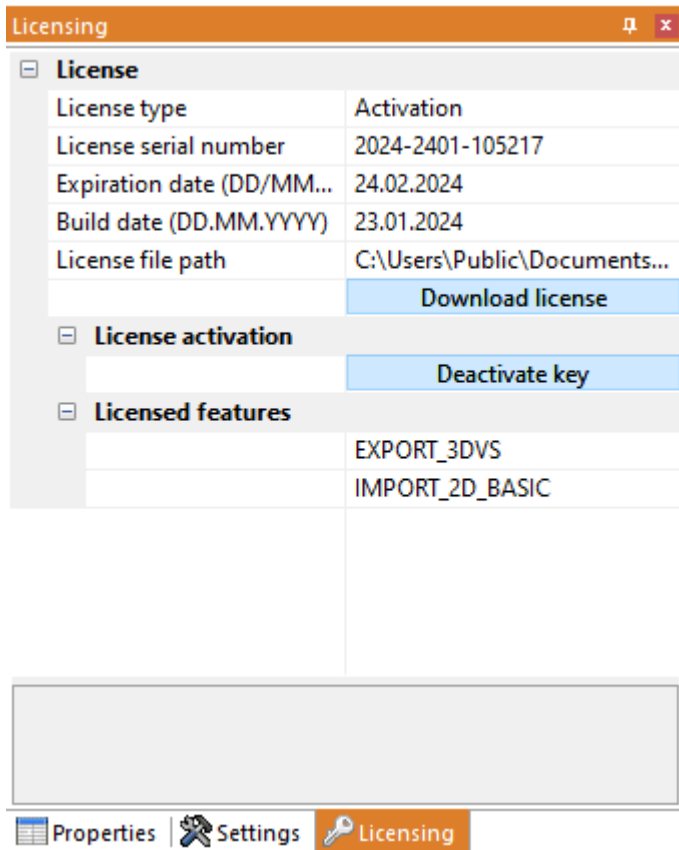 Licensing
License
License type Activation
License serial number 2024-2401-105217
Expiration date (DD/MM... 24.02.2024
Build date (DD.MM.YYYY) 23.01.2024
License file path C:\Users\Public\Documents...
Download license
License activation
Deactivate key
Licensed features
EXPORT_3DVS
IMPORT_2D_BASIC
Properties Settings Licensing